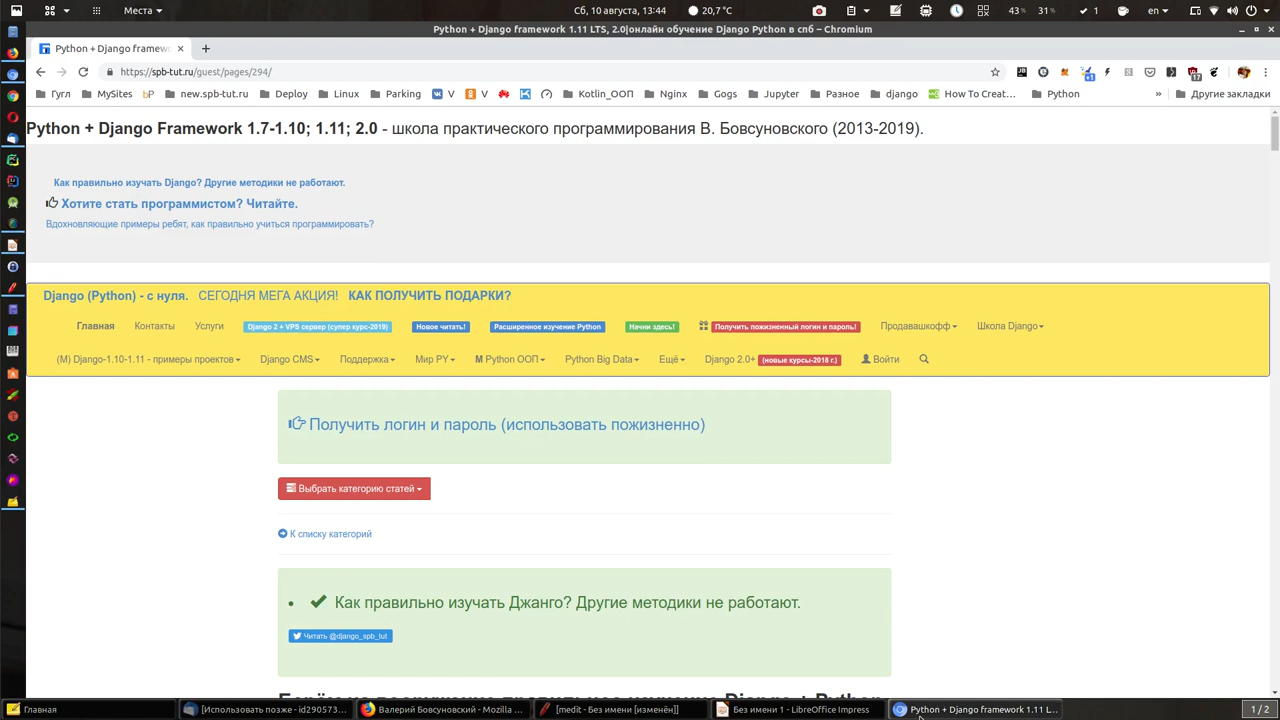 Места
Сб, 10 августа, 13:44
20,7 °C
43%
31%
1
en
Python + Django framework 1.11 LTS, 2.0|онлайн обучение Django Python в спб – Chromium
Python + Django framew
https://spb-tut.ru/guest/pages/294/
Гугл
MySites
bP
new.spb-tut.ru
Deploy
Linux
Parking
V
V
Kotlin_ООП
Nginx
Gogs
Jupyter
Разное
django
How To Creat…
Python
»
Другие закладки
Python + Django Framework 1.7-1.10; 1.11; 2.0 - школа практического программирования В. Бовсуновского (2013-2019).
Как правильно изучать Django? Другие методики не работают.
Хотите стать программистом? Читайте.
Вдохновляющие примеры ребят, как правильно учиться программировать?
Django (Python) - с нуля. СЕГОДНЯ МЕГА АКЦИЯ! КАК ПОЛУЧИТЬ ПОДАРКИ?
Главная Контакты Услуги Django 2 + VPS сервер (супер курс-2019) Новое читать! Расширенное изучение Python Начни здесь! Получить пожизненный логин и пароль! Продавашкофф Школа Django
(M) Django-1.10-1.11 - примеры проектов Django CMS Поддержка Мир PY M Python ООП Python Big Data Ещё Django 2.0+ (новые курсы-2018 г.) Войти
Получить логин и пароль (использовать пожизненно)
Выбрать категорию статей
К списку категорий
Как правильно изучать Джанго? Другие методики не работают.
Читать @django_spb_tut
Главная
[Использовать позже - id290573…
Валерий Бовсуновский - Mozilla …
[medit - Без имени [изменён]]
Без имени 1 - LibreOffice Impress
Python + Django framework 1.11 L…
1 / 2